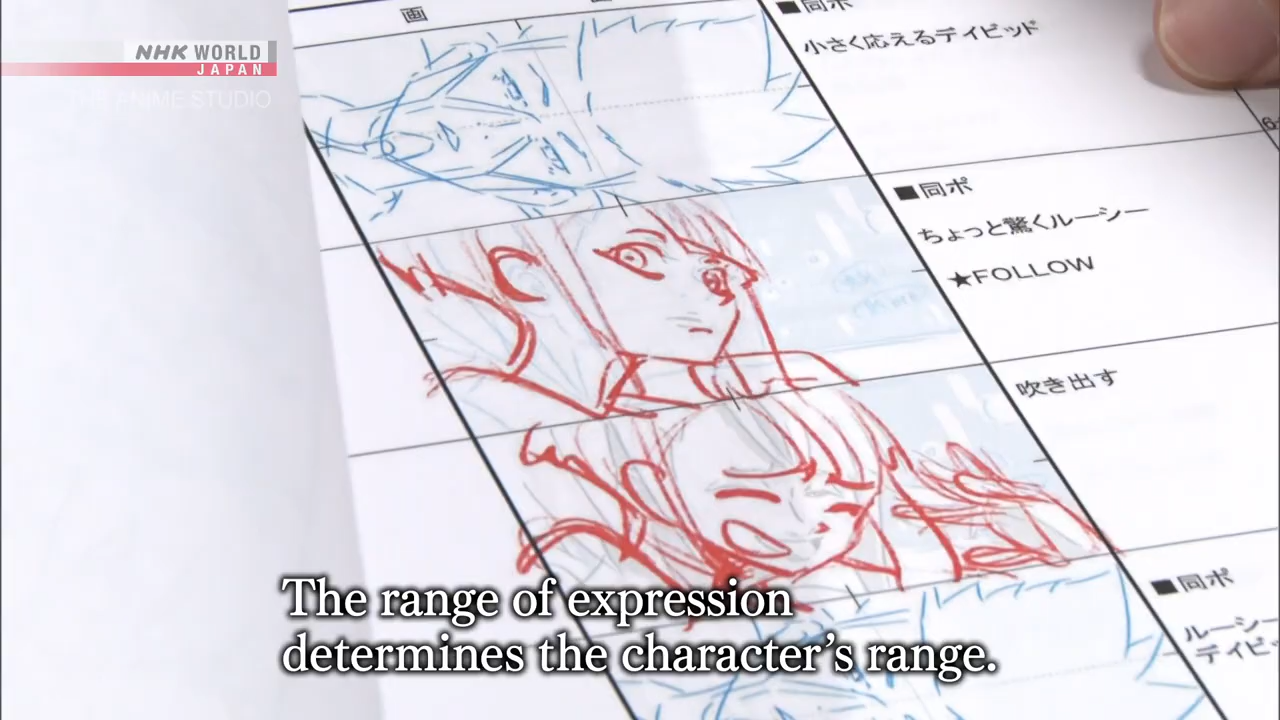 NHK WORLD
JAPAN
THE ANIME STUDIO
画
■同ポ
小さく応えるデイビッド
■同ポ
ちょっと驚くルーシー
★FOLLOW
吹き出す
■同ポ
ルーシー
デイビ
The range of expression
determines the character's range.